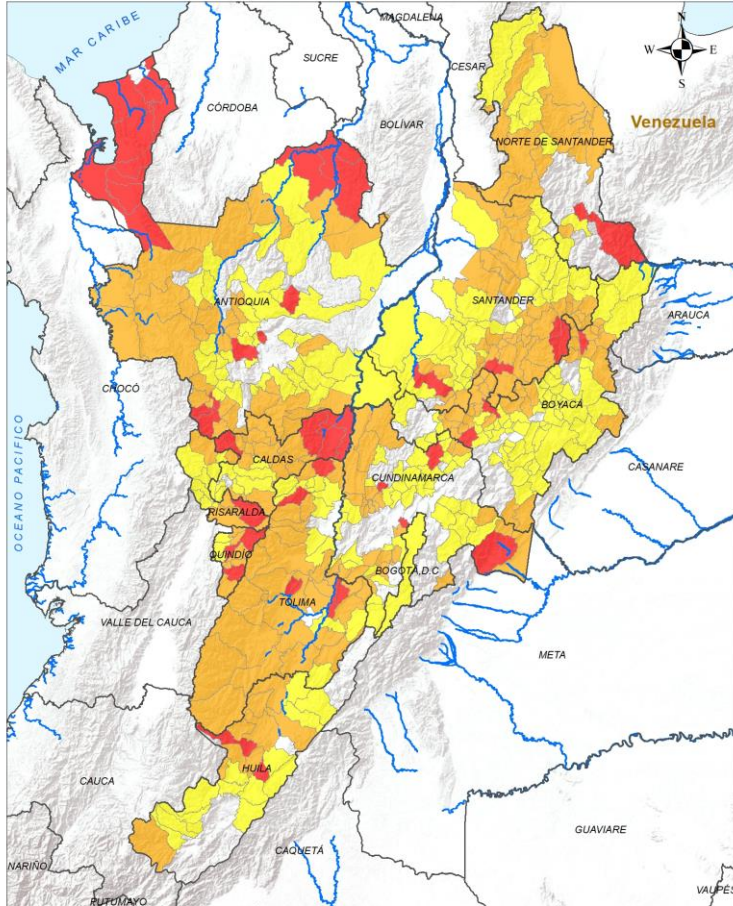 MAR CARIBE
MAGDALENA
N
W
E
S
SUCRE
CESAR
CÓRDOBA
BOLÍVAR
Venezuela
NORTE DE SANTANDER
ANTIOQUIA
SANTANDER
ARAUCA
CHOCÓ
BOYACÁ
CALDAS
CUNDINAMARCA
CASANARE
OCEANO PACIFICO
RISARALDA
QUINDÍO
BOGOTÁ,D.C
TOLIMA
VALLE DEL CAUCA
META
HUILA
CAUCA
GUAVIARE
CAQUETÁ
NARIÑO
PUTUMAYO
VAUPÉS